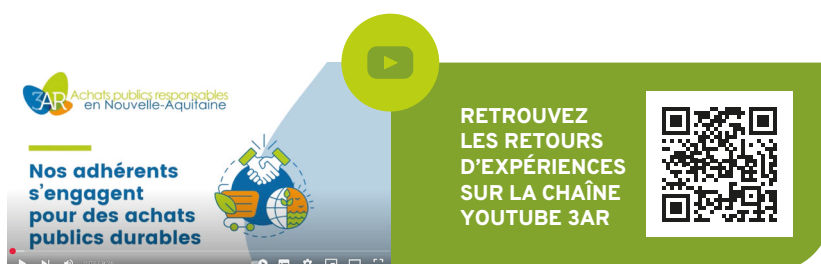 3AR Achats publics responsables
en Nouvelle-Aquitaine
Nos adhérents
s'engagent
pour des achats
publics durables
RETROUVEZ
LES RETOURS
D'EXPÉRIENCES
SUR LA CHAÎNE
YOUTUBE 3AR